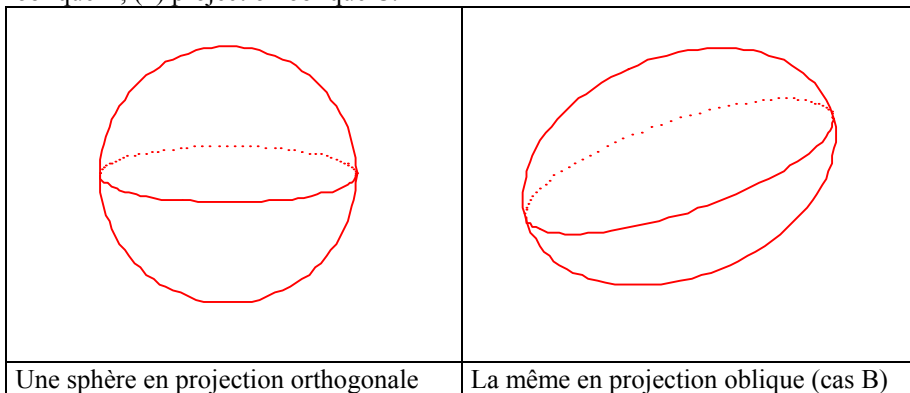 Une sphère en projection orthogonale
La même en projection oblique (cas B)